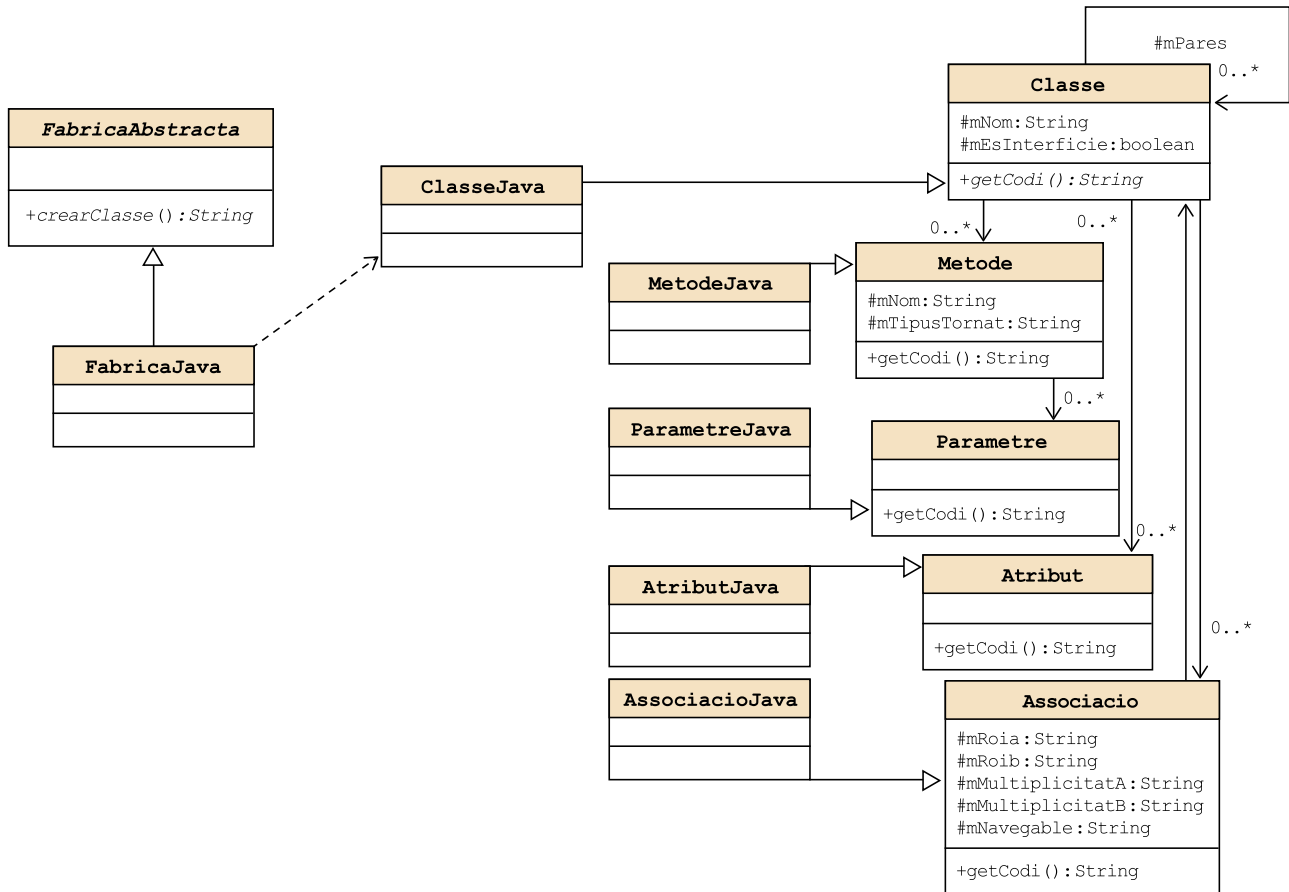 #mPares
0..*
Classe
#mNom:String
#mEsInterficie:boolean
+getCodi():String
FabricaAbstracta
+crearClasse():String
ClasseJava
0..*
0..*
Metode
#mNom:String
#mTipusTornat:String
+getCodi():String
MetodeJava
FabricaJava
0..*
ParametreJava
Parametre
+getCodi():String
0..*
Atribut
+getCodi():String
AtributJava
0..*
AssociacioJava
Associacio
#mRoia:String
#mRoib:String
#mMultiplicitatA:String
#mMultiplicitatB:String
#mNavegable:String
+getCodi():String